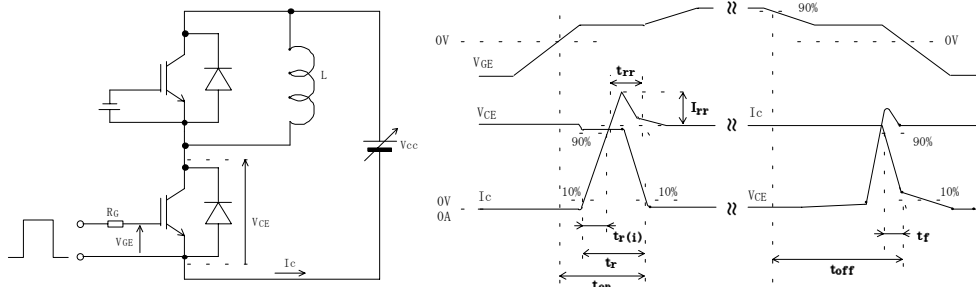 L
Vcc
RG
VGE
VCE
Ic
90%
0V
0V
VGE
trr
Irr
VCE
Ic
90%
90%
Ic
10%
10%
VCE
10%
0V
0A
tr(i)
tr
ton
tf
toff